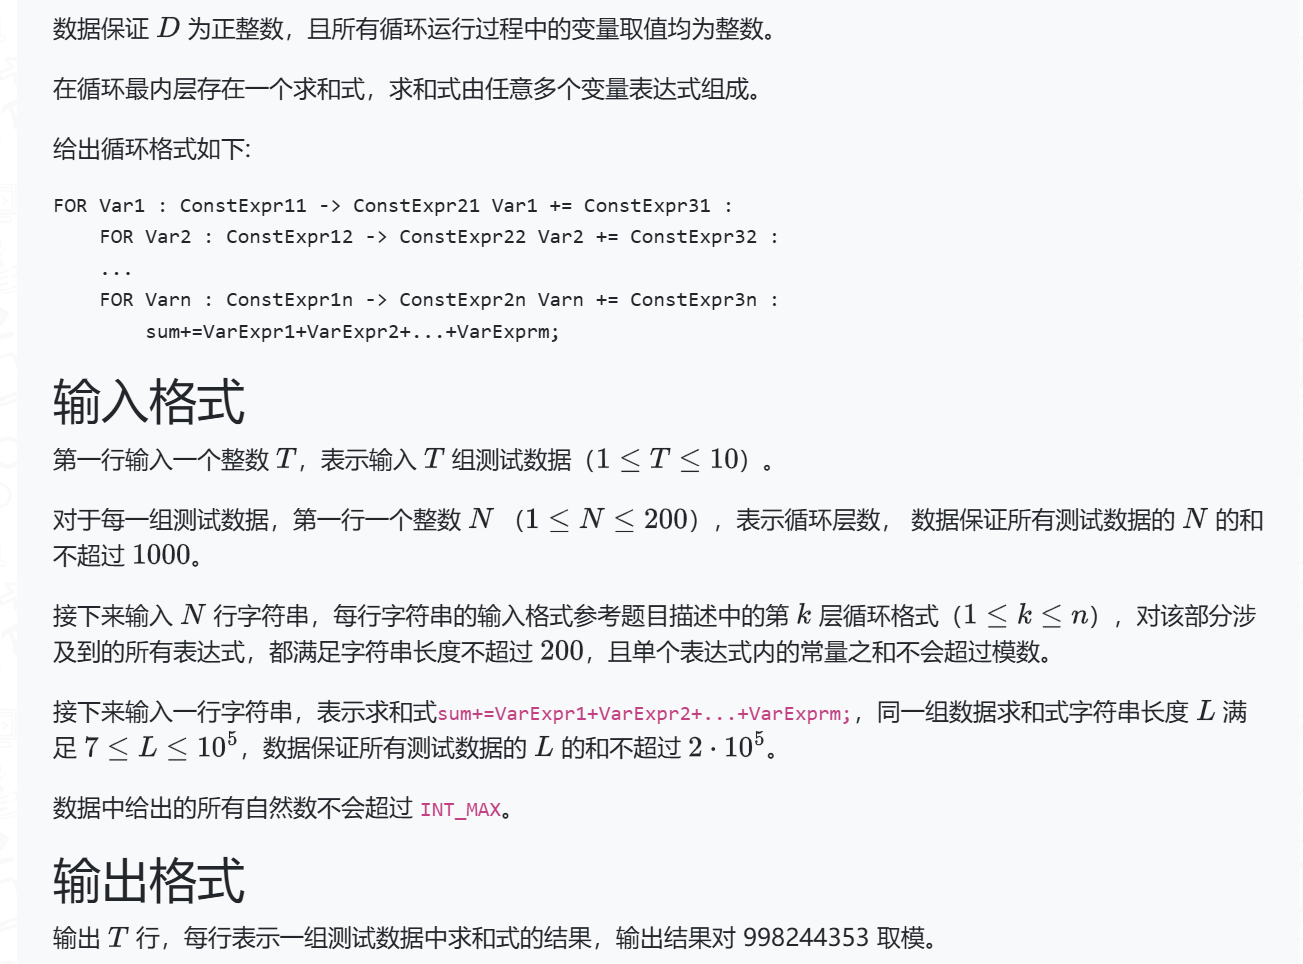 数据保证 D 为正整数，且所有循环运行过程中的变量取值均为整数。
在循环最内层存在一个求和式，求和式由任意多个变量表达式组成。
给出循环格式如下:
FOR Var1 : ConstExpr11 -> ConstExpr21 Var1 += ConstExpr31 :
    FOR Var2 : ConstExpr12 -> ConstExpr22 Var2 += ConstExpr32 :
    ...
    FOR Varn : ConstExpr1n -> ConstExpr2n Varn += ConstExpr3n :
        sum+=VarExpr1+VarExpr2+...+VarExprm;
输入格式
第一行输入一个整数 T，表示输入 T 组测试数据（1 ≤ T ≤ 10）。
对于每一组测试数据，第一行一个整数 N （1 ≤ N ≤ 200），表示循环层数， 数据保证所有测试数据的 N 的和
不超过 1000。
接下来输入 N 行字符串，每行字符串的输入格式参考题目描述中的第 k 层循环格式（1 ≤ k ≤ n），对该部分涉
及到的所有表达式，都满足字符串长度不超过 200，且单个表达式内的常量之和不会超过模数。
接下来输入一行字符串，表示求和式sum+=VarExpr1+VarExpr2+...+VarExprm;，同一组数据求和式字符串长度 L 满
足 7 ≤ L ≤ 10⁵，数据保证所有测试数据的 L 的和不超过 2 · 10⁵。
数据中给出的所有自然数不会超过 INT_MAX。
输出格式
输出 T 行，每行表示一组测试数据中求和式的结果，输出结果对 998244353 取模。